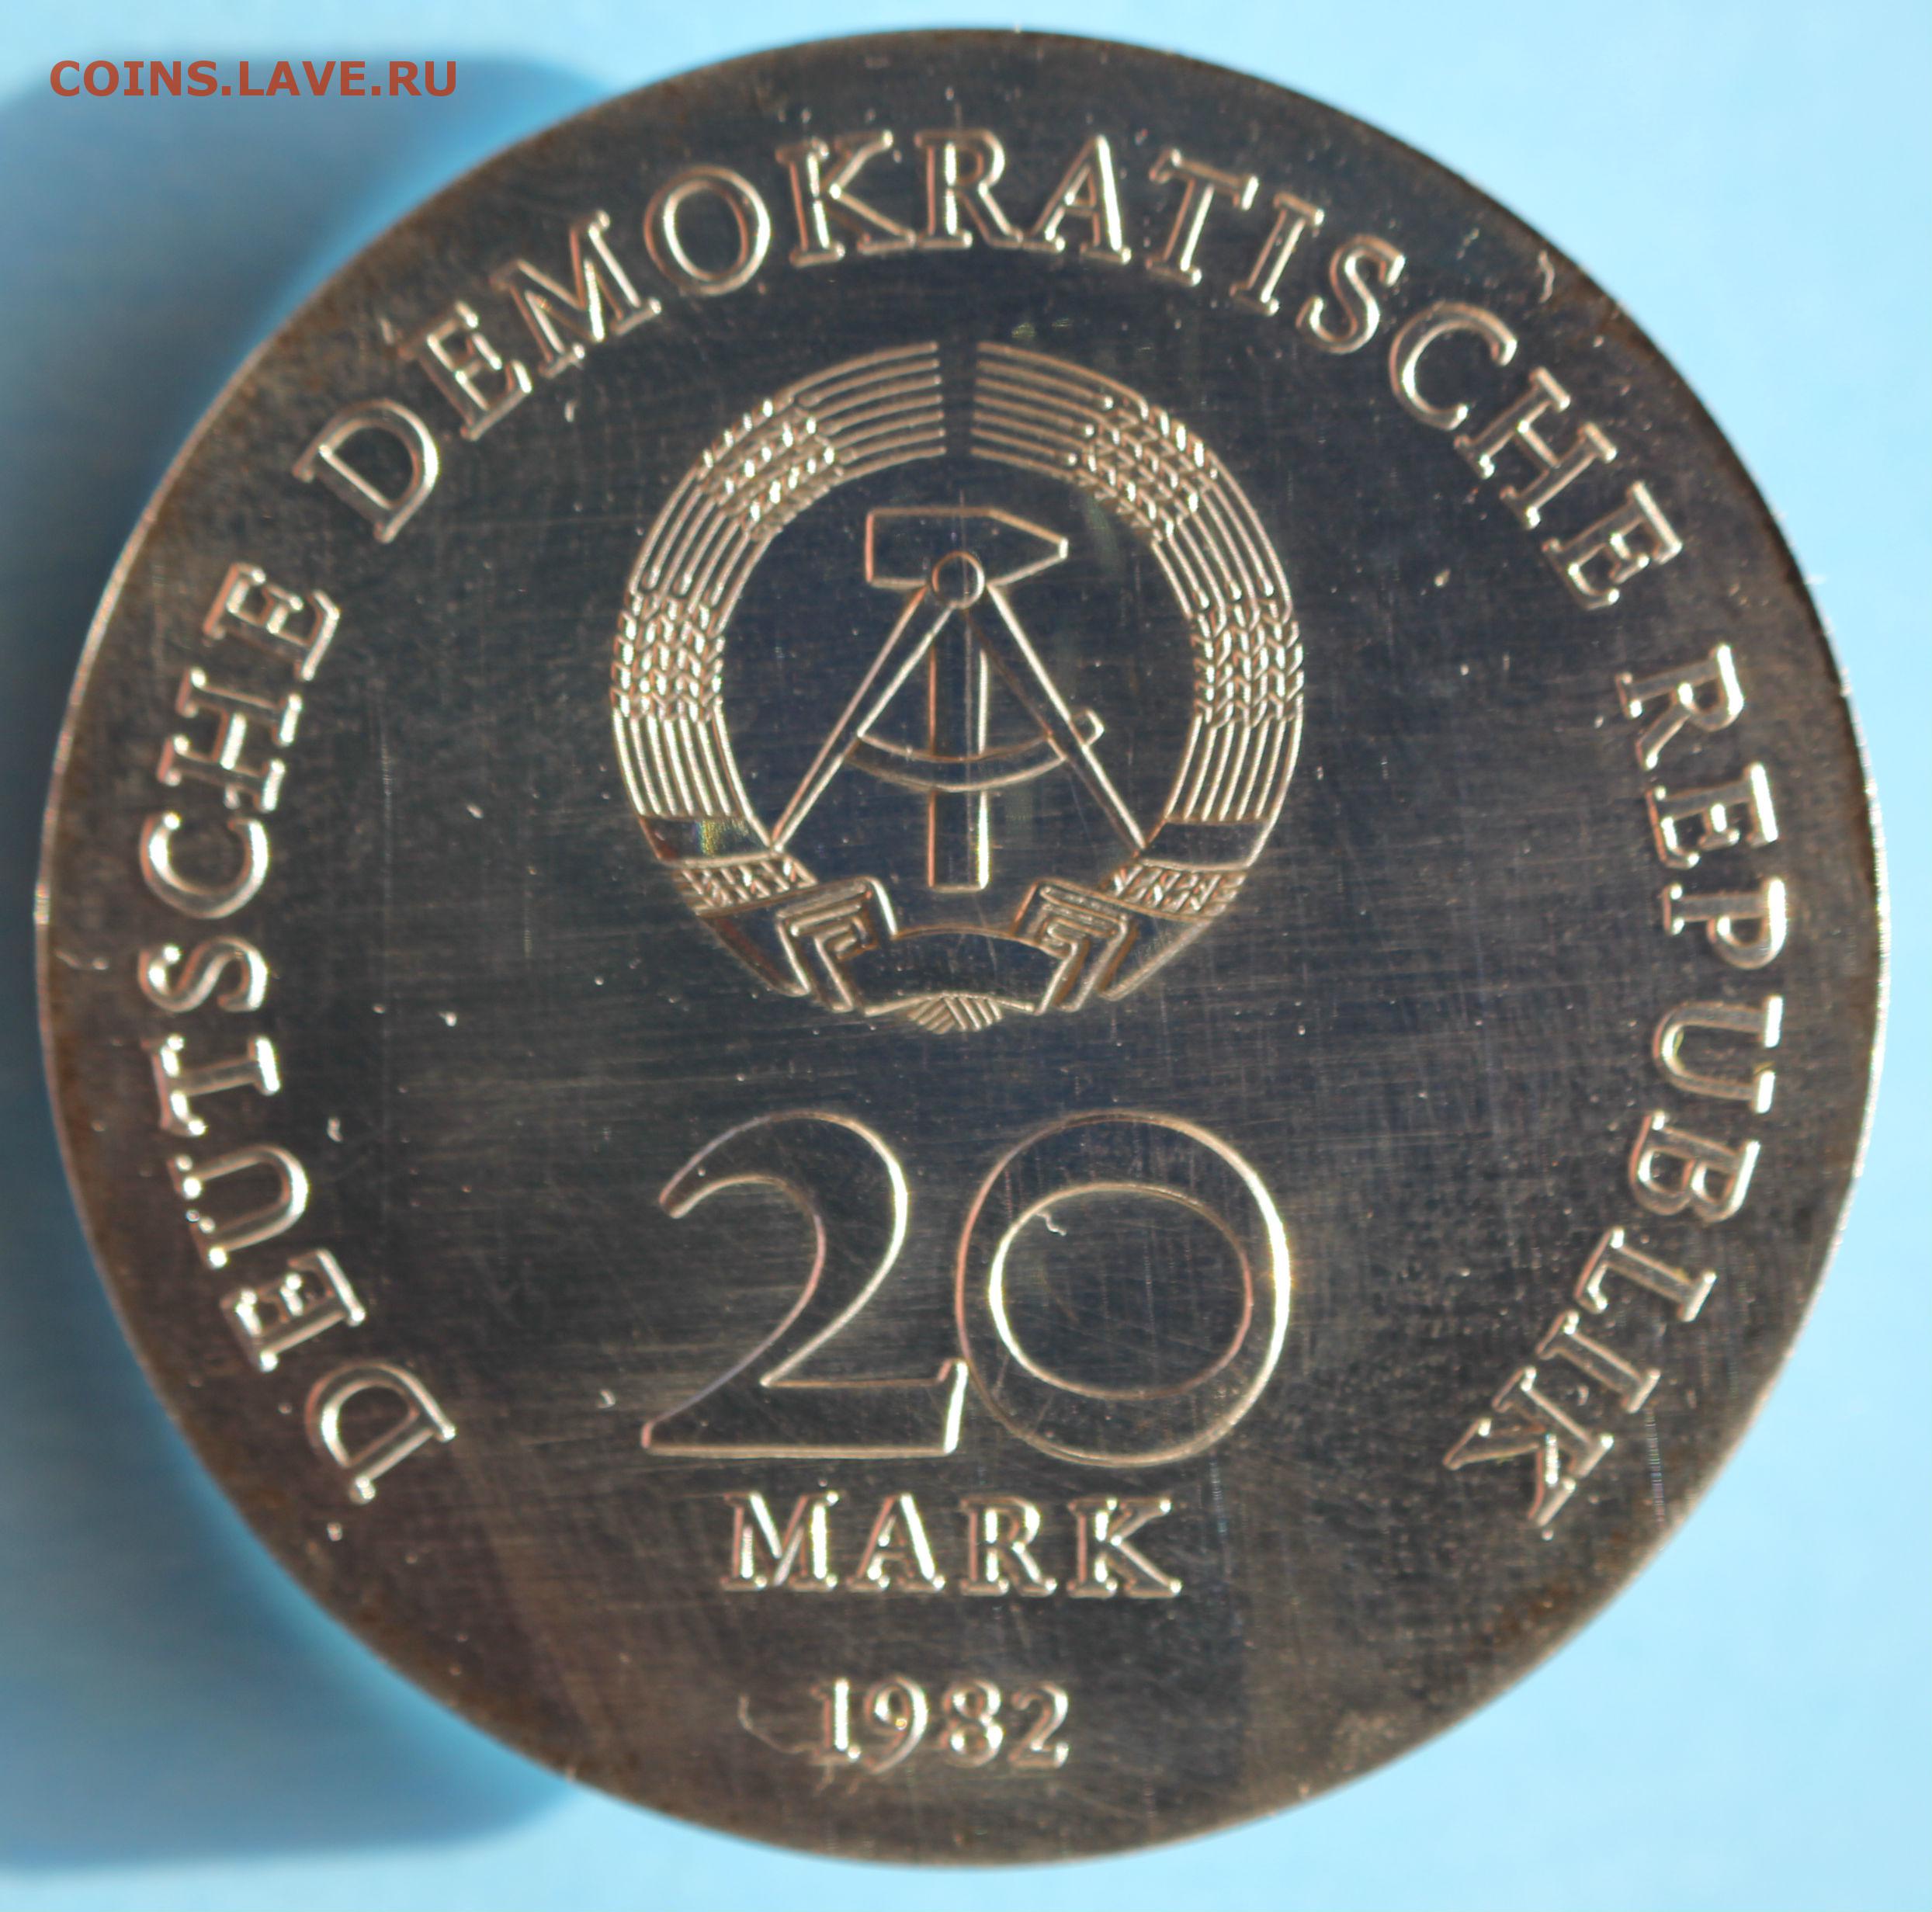 COINS.LAVE.RU
DEUTSCHE DEMOKRATISCHE REPUBLIK
20
MARK
1982